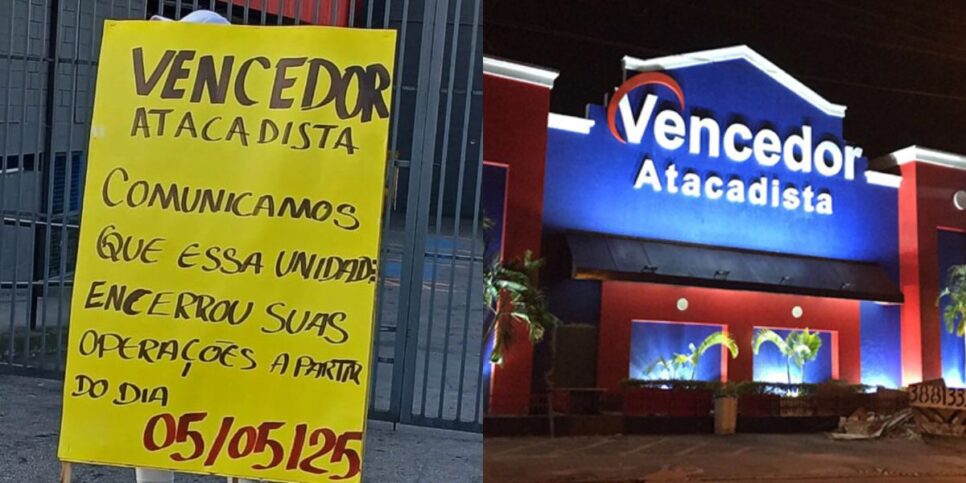 VENCEDOR
ATACADISTA
COMUNICAMOS
QUE ESSA UNIDADE
ENCERROU SUAS
OPERAÇÕES A PARTIR
DO DIA
05/05/25
Vencedor
Atacadista